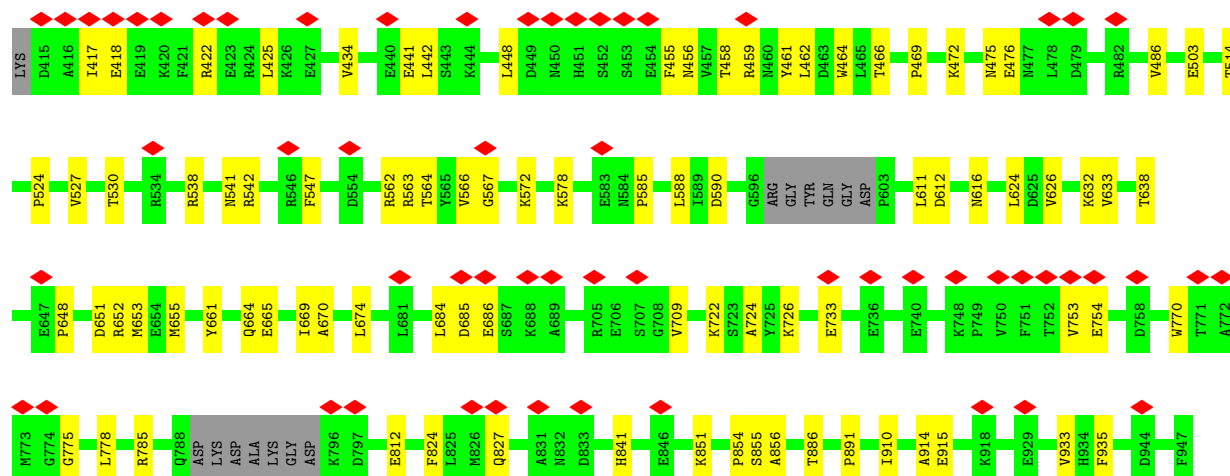 LYS D415 A416 I417 E418 E419 K420 F421 R422 E423 R424 L425 K426 E427 V434 E440 E441 L442 S443 K444 L448 D449 N450 H451 S452 S453 E454 F455 N456 V457 T458 R459 N460 Y461 L462 D463 W464 L465 T466 P469 K472 N475 E476 N477 L478 D479 R482 V486 E503 T514
P524 V527 T530 R534 R538 N541 R542 R546 F547 D554 R562 R563 T564 Y565 V566 G567 K572 K578 E583 N584 P585 L588 I589 D590 G596 ARG GLY TYR GLN GLY ASP P603 L611 D612 N616 L624 D625 V626 K632 V633 T638
E647 P648 D651 R652 M653 E654 M655 Y661 Q664 E665 I669 A670 L674 L681 L684 D685 E686 S687 K688 A689 R705 E706 S707 G708 V709 K722 S723 A724 Y725 K726 E733 E736 E740 K748 P749 V750 F751 T752 V753 E754 D758 W770 T771 A772
M773 G774 G775 L778 R785 Q788 ASP LYS ASP ALA LYS GLY ASP K796 D797 E812 F824 L825 M826 Q827 A831 N832 D833 H841 E846 K851 P854 S855 A856 T886 P891 I910 A914 E915 K918 E929 V933 H934 F935 D944 F947